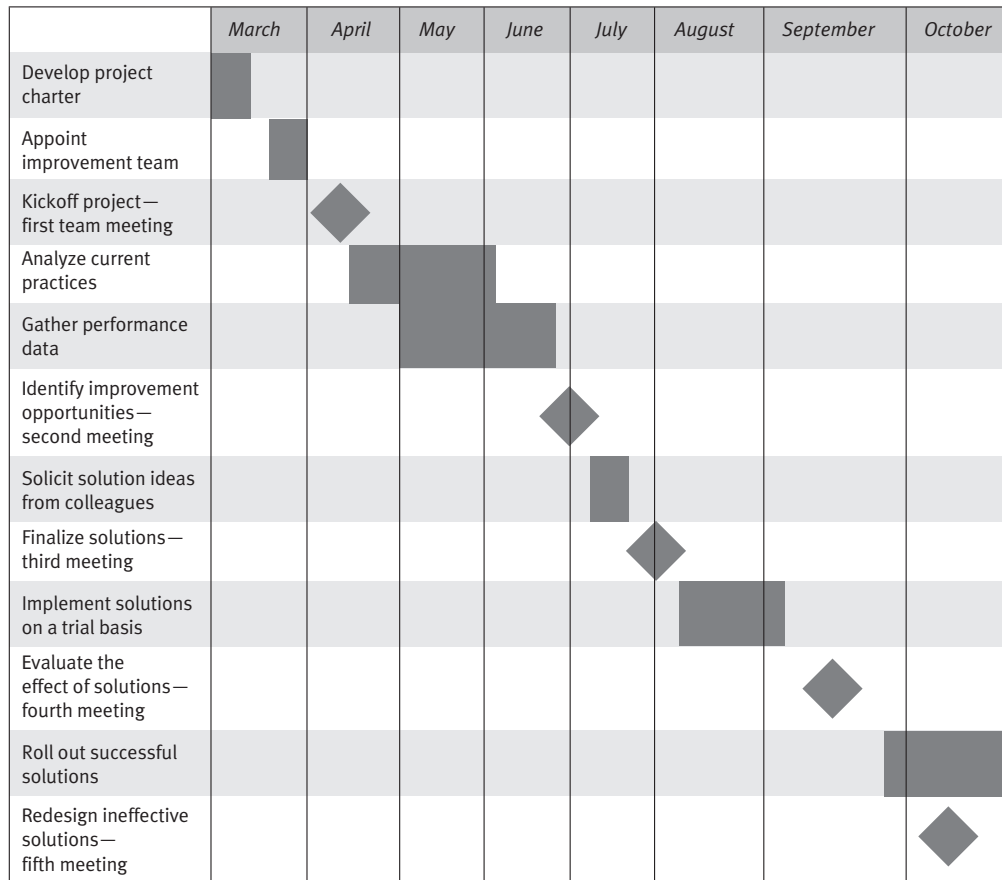 March April May June July August September October
Develop project
charter
Appoint
improvement team
Kickoff project—
first team meeting
Analyze current
practices
Gather performance
data
Identify improvement
opportunities—
second meeting
Solicit solution ideas
from colleagues
Finalize solutions—
third meeting
Implement solutions
on a trial basis
Evaluate the
effect of solutions—
fourth meeting
Roll out successful
solutions
Redesign ineffective
solutions—
fifth meeting